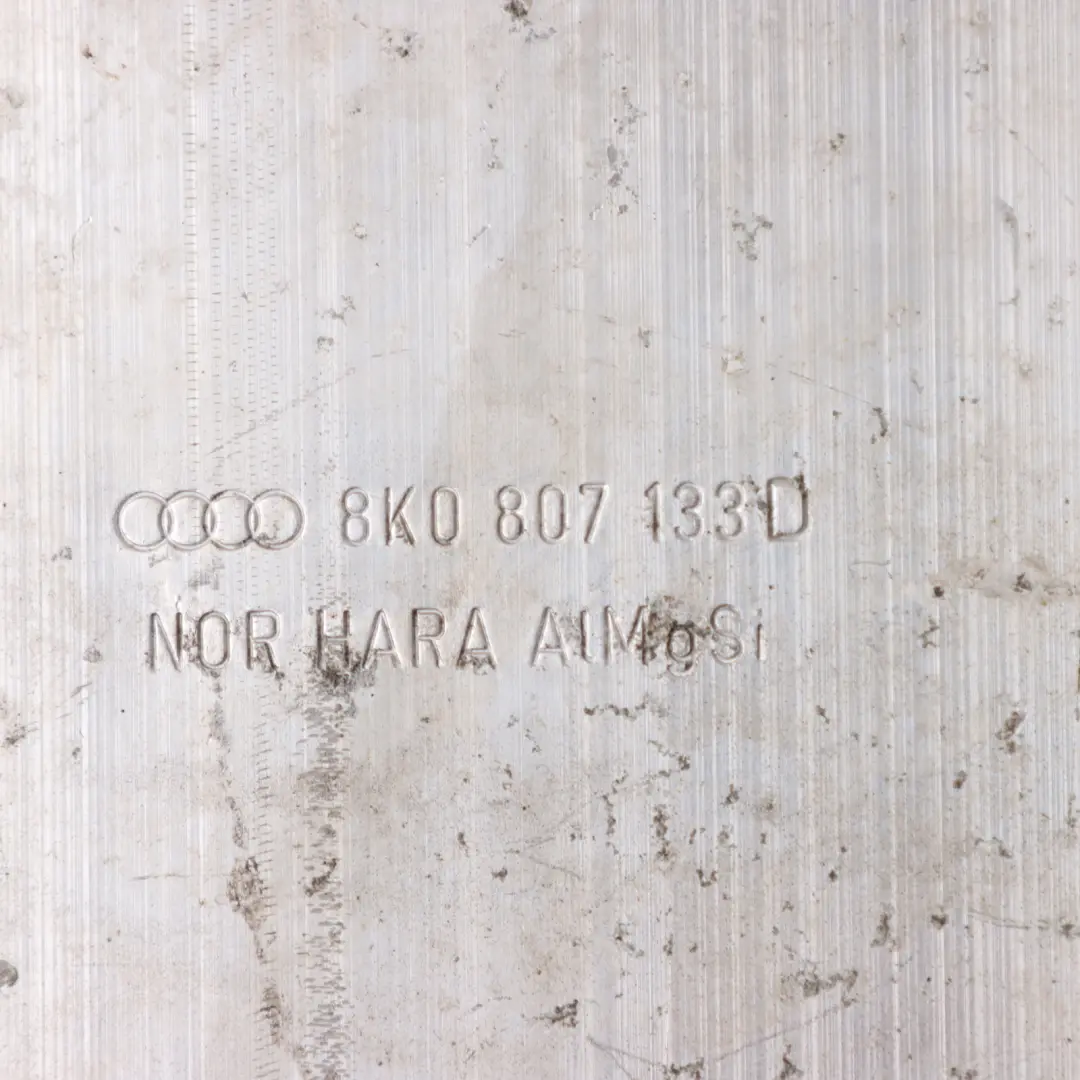 8K0 807 133 D
NOR HARA AlMgSi